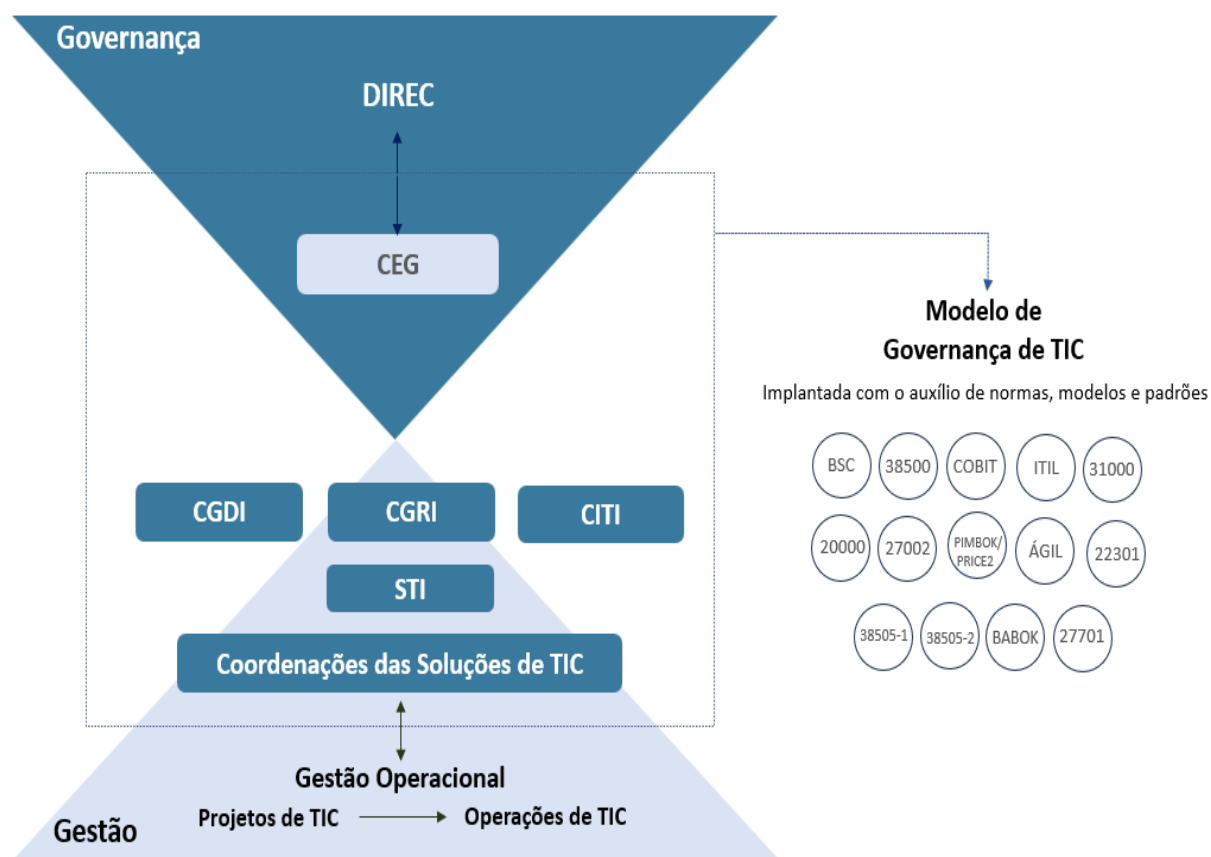 Governança
DIREC
CEG
CGDI
CGRI
CITI
STI
Coordenações das Soluções de TIC
Gestão Operacional
Projetos de TIC
Operações de TIC
Gestão
Modelo de
Governança de TIC
Implantada com o auxílio de normas, modelos e padrões
BSC
38500
COBIT
ITIL
31000
20000
27002
PIMBOK/
PRICE2
ÁGIL
22301
38505-1
38505-2
BABOK
27701